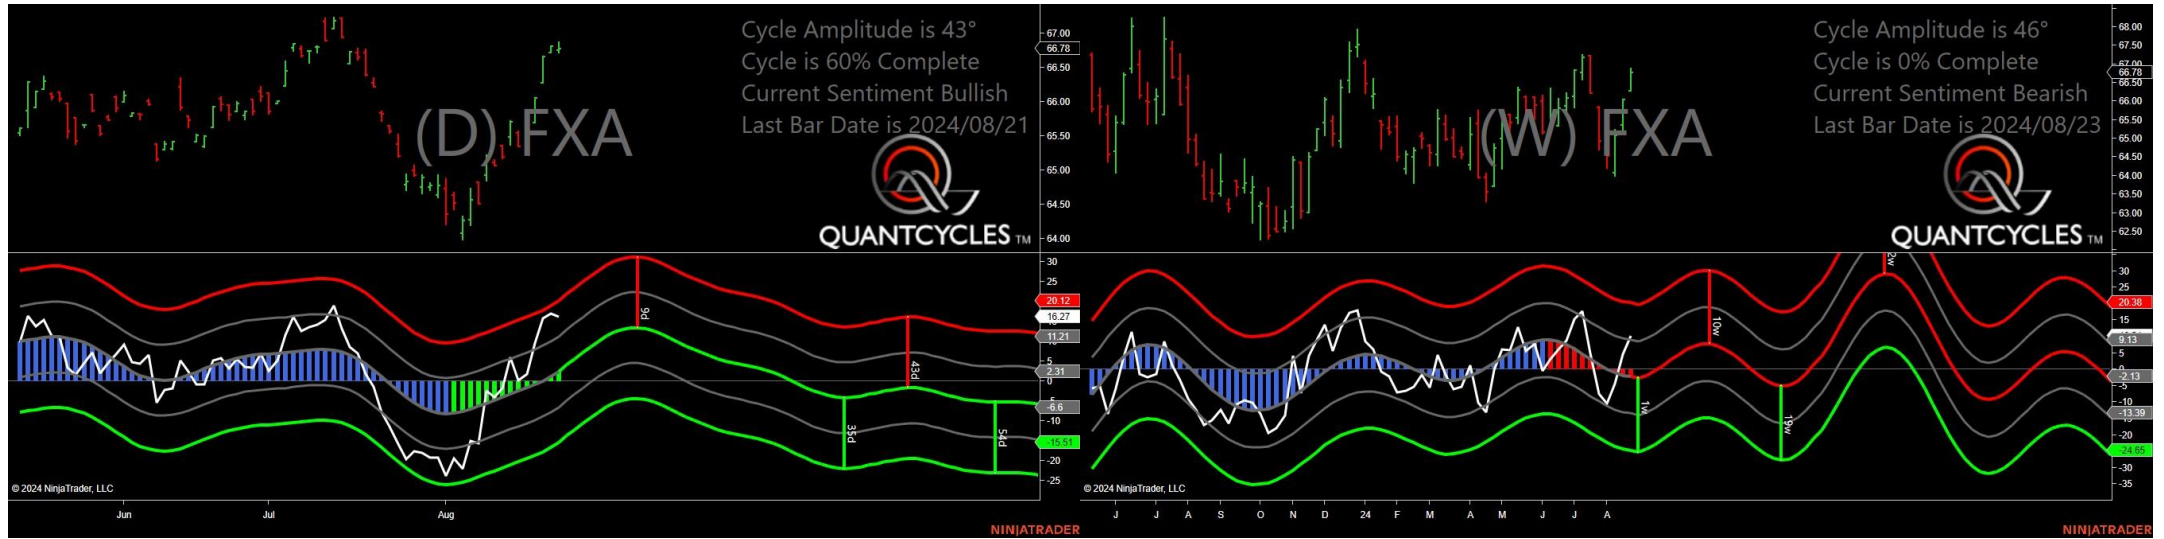 Cycle Amplitude is 43°
Cycle is 60% Complete
Current Sentiment Bullish
Last Bar Date is 2024/08/21
(D) FXA
QUANTCYCLES TM
67.00
66.78
66.50
66.00
65.50
65.00
64.50
64.00
30
25
20.12
16.27
11.21
5
2.31
0
-6.6
-10
-15.51
-20
-25
9d
35d
43d
54d
© 2024 NinjaTrader, LLC
Jun Jul Aug
NINJATRADER
Cycle Amplitude is 46°
Cycle is 0% Complete
Current Sentiment Bearish
Last Bar Date is 2024/08/23
(W) FXA
QUANTCYCLES TM
68.00
67.50
67.00
66.78
66.50
66.00
65.50
65.00
64.50
64.00
63.50
63.00
62.50
30
25
20.38
15
9.13
5
-2.13
-5
-10
-13.39
-20
-24.65
-30
-35
1w
10w
19w
2w
© 2024 NinjaTrader, LLC
J J A S O N D 24 F M A M J J A
NINJATRADER